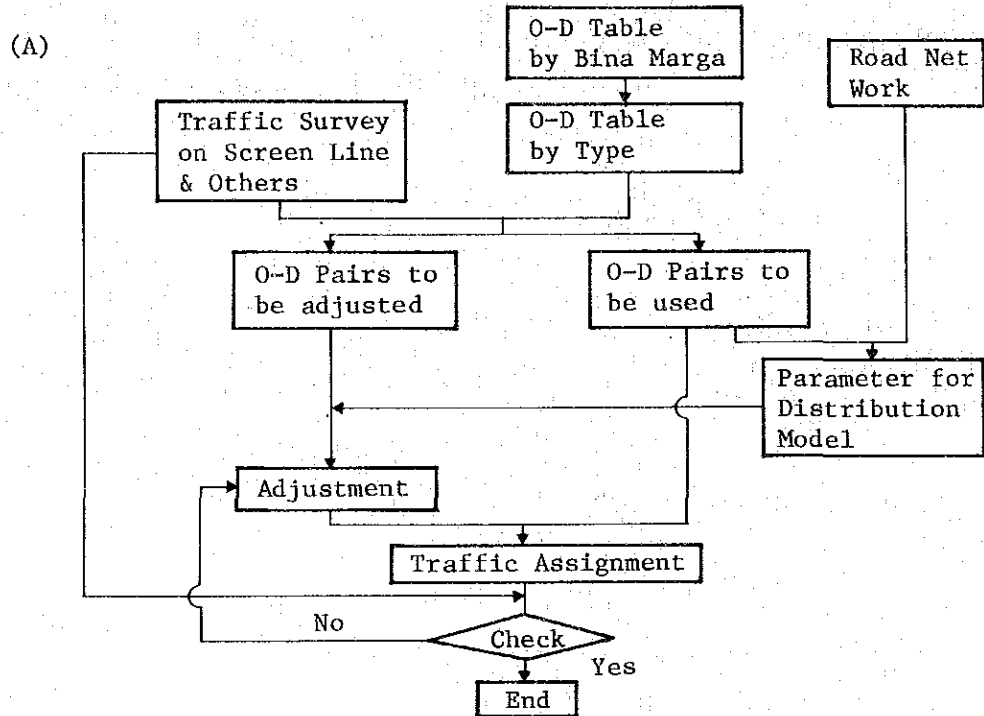 (A)
O-D Table
by Bina Marga
Road Net
Work
Traffic Survey
on Screen Line
& Others
O-D Table
by Type
O-D Pairs to
be adjusted
O-D Pairs to
be used
Parameter for
Distribution
Model
Adjustment
Traffic Assignment
No
Check
Yes
End